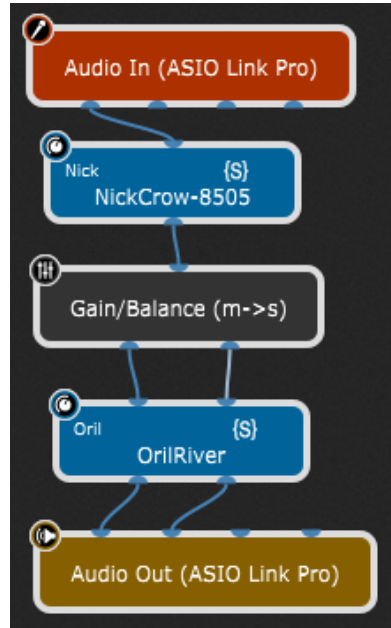 Audio In (ASIO Link Pro)
Nick {S}
NickCrow-8505
Gain/Balance (m->s)
Oril {S}
OrilRiver
Audio Out (ASIO Link Pro)